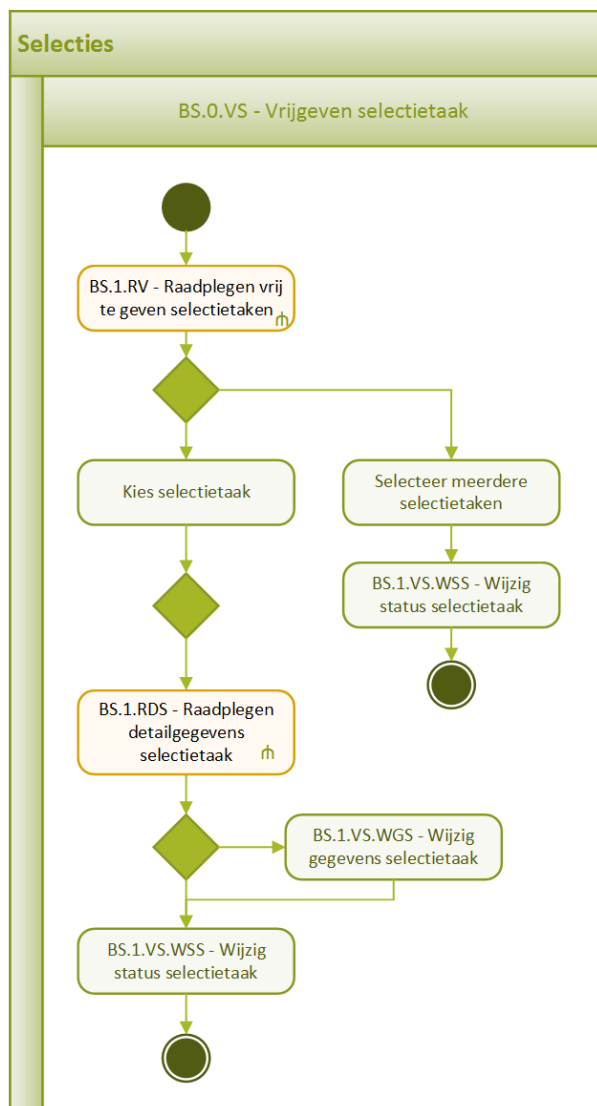 Selecties
BS.0.VS - Vrijgeven selectietaak
BS.1.RV - Raadplegen vrij
te geven selectietaken
Kies selectietaak
Selecteer meerdere
selectietaken
BS.1.VS.WSS - Wijzig
status selectietaak
BS.1.RDS - Raadplegen
detailgegevens
selectietaak
BS.1.VS.WGS - Wijzig
gegevens selectietaak
BS.1.VS.WSS - Wijzig
status selectietaak